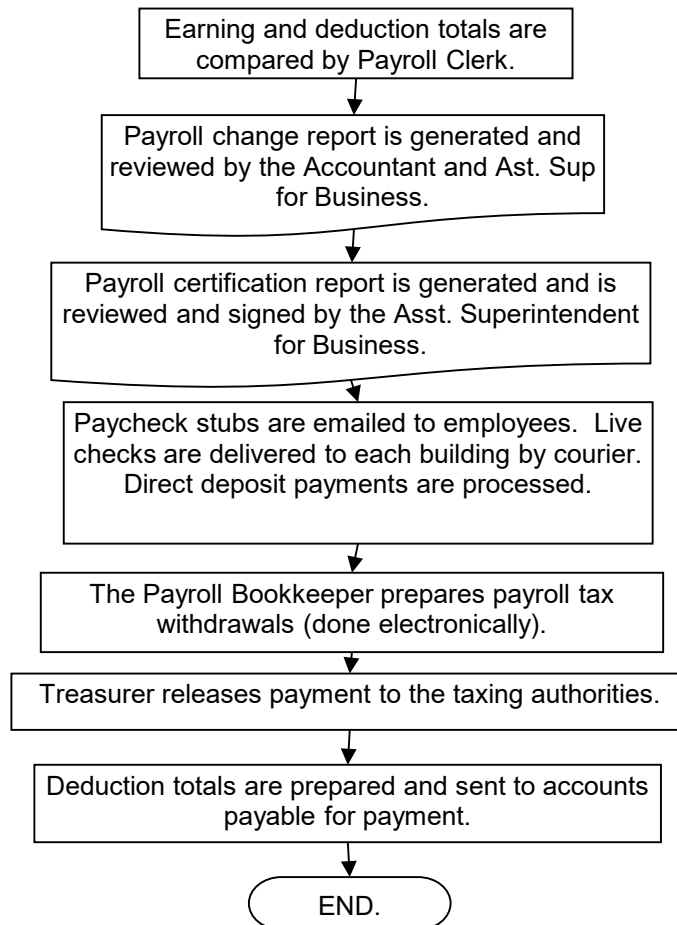 Earning and deduction totals are
compared by Payroll Clerk.
Payroll change report is generated and
reviewed by the Accountant and Ast. Sup
for Business.
Payroll certification report is generated and is
reviewed and signed by the Asst. Superintendent
for Business.
Paycheck stubs are emailed to employees.  Live
checks are delivered to each building by courier.
Direct deposit payments are processed.
The Payroll Bookkeeper prepares payroll tax
withdrawals (done electronically).
Treasurer releases payment to the taxing authorities.
Deduction totals are prepared and sent to accounts
payable for payment.
END.